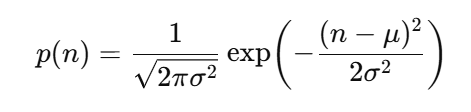 p(n) = \frac{1}{\sqrt{2\pi\sigma^2}} \exp\left(-\frac{(n-\mu)^2}{2\sigma^2}\right)